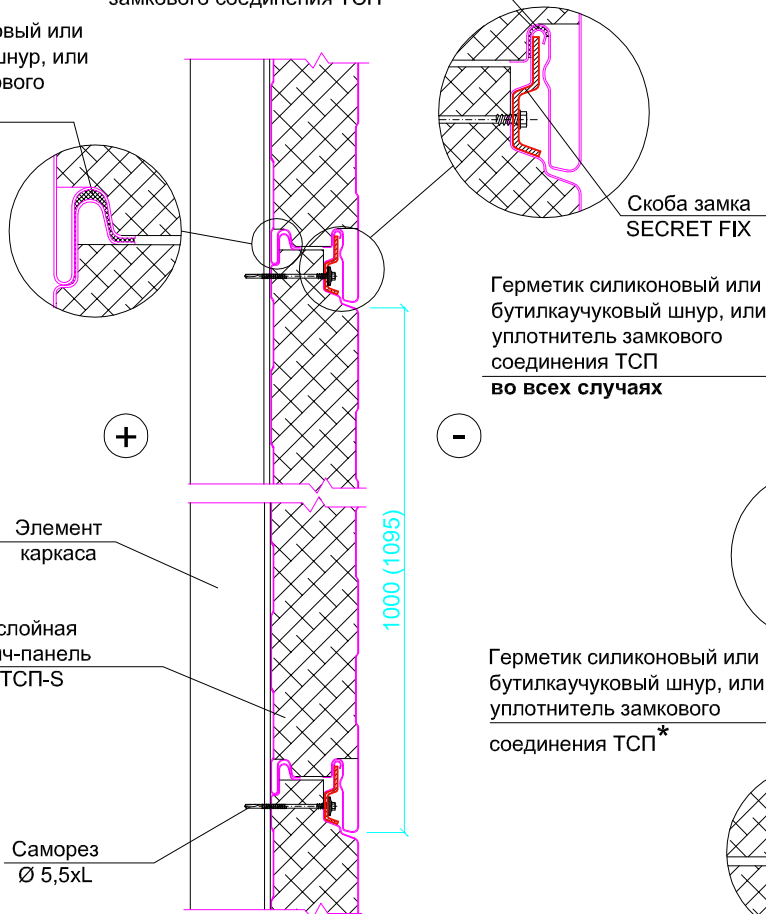 замкового соединения ТСП
овый или
шнур, или
ового
Скоба замка
SECRET FIX
Герметик силиконовый или
бутилкаучуковый шнур, или
уплотнитель замкового
соединения ТСП
во всех случаях
+
-
Элемент
каркаса
1000 (1095)
слойная
ч-панель
ТСП-S
Герметик силиконовый или
бутилкаучуковый шнур, или
уплотнитель замкового
соединения ТСП*
Саморез
Ø 5,5xL